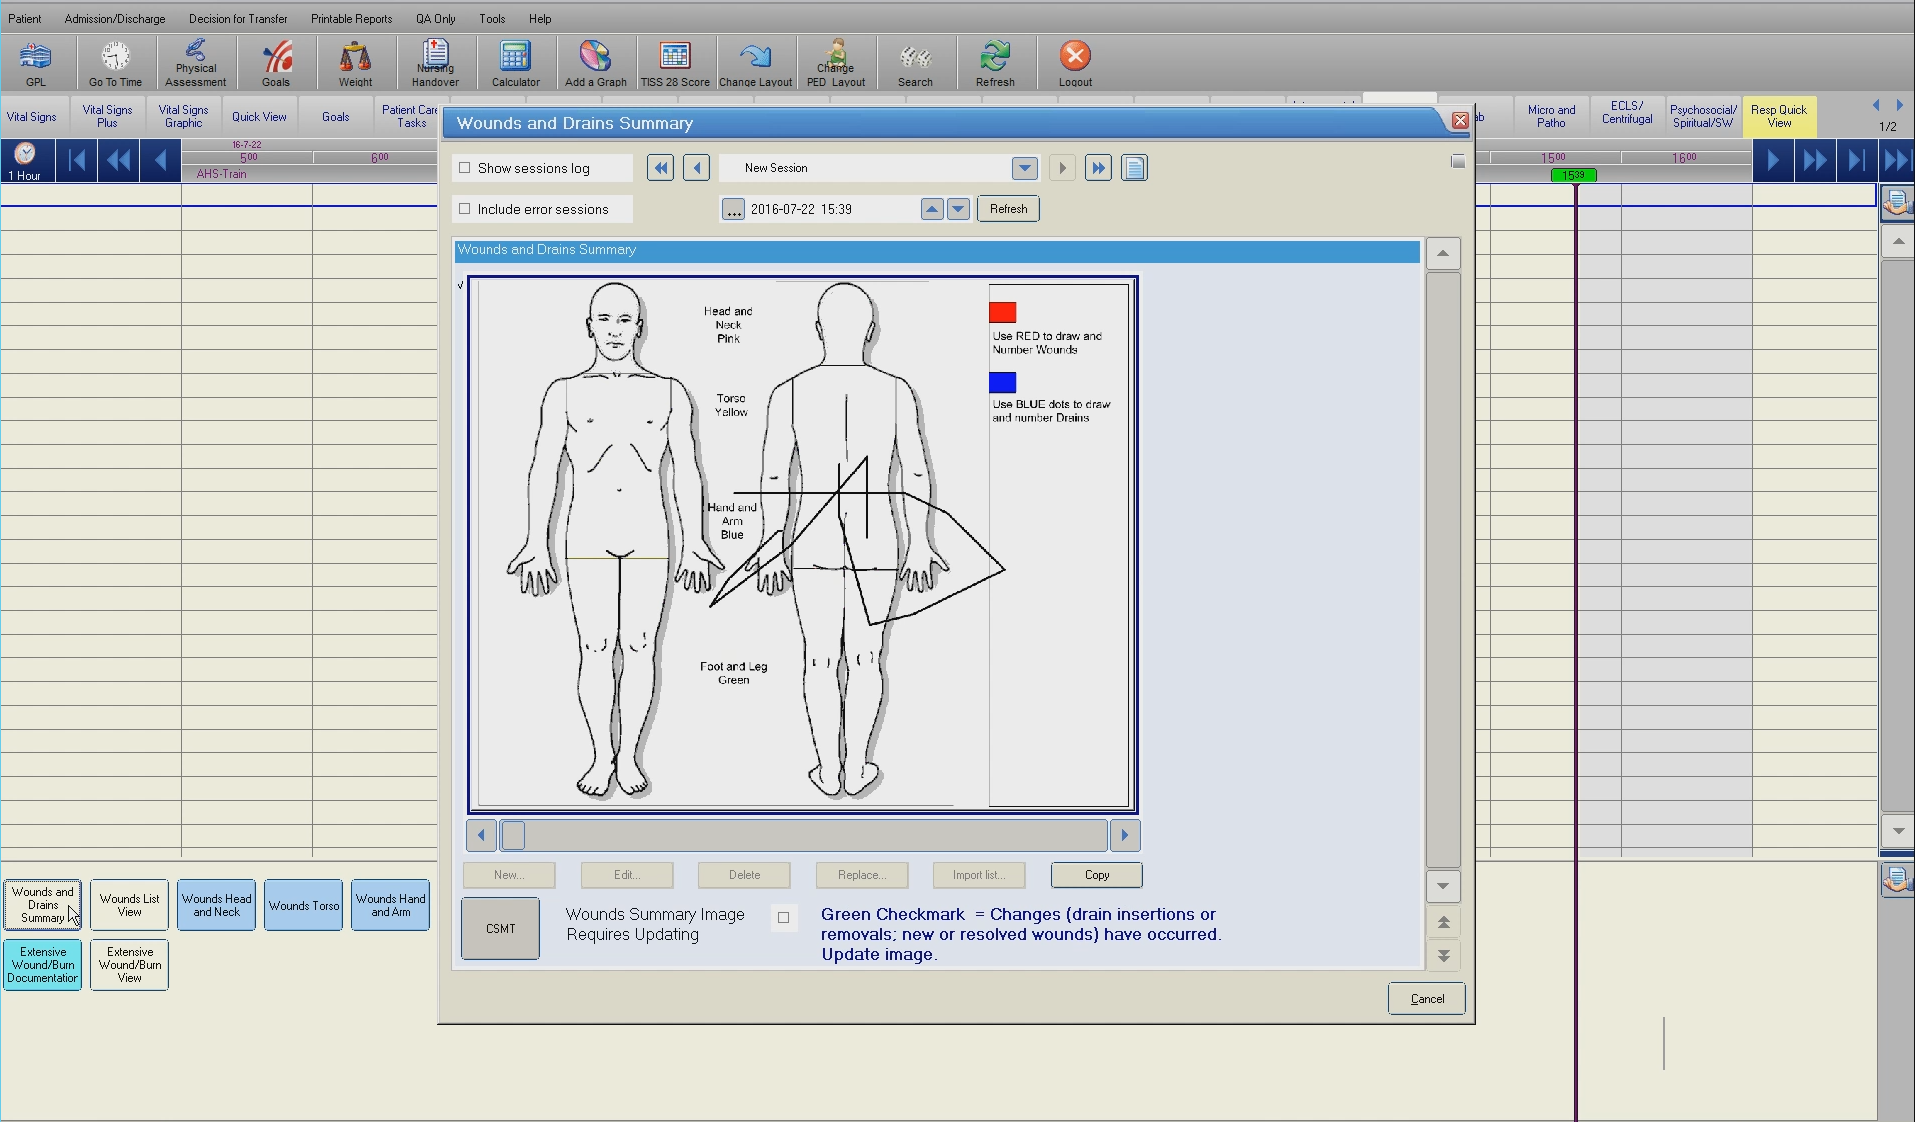 Patient Admission/Discharge Decision for Transfer Printable Reports QA Only Tools Help
GPL
Go To Time
Physical
Assessment
Goals
Weight
Nursing
Handover
Calculator
Add a Graph
TISS 28 Score
Change Layout
Change
PED Layout
Search
Refresh
Logout
Vital Signs
Vital Signs
Plus
Vital Signs
Graphic
Quick View
Goals
Patient Care
Tasks
ab
Micro and
Patho
ECLS/
Centrifugal
Psychosocial/
Spiritual/SW
Resp Quick
View
1/2
1 Hour
16-7-22
5 00
6 00
AHS-Train
15 00
16 00
15 39
Wounds and Drains Summary
Show sessions log
New Session
Include error sessions
...
2016-07-22 15:39
Refresh
Wounds and Drains Summary
√
Head and
Neck
Pink
Torso
Yellow
Hand and
Arm
Blue
Foot and Leg
Green
Use RED to draw and
Number Wounds
Use BLUE dots to draw
and number Drains
New...
Edit...
Delete
Replace...
Import list...
Copy
CSMT
Wounds Summary Image
Requires Updating
Green Checkmark = Changes (drain insertions or
removals; new or resolved wounds) have occurred.
Update image.
Cancel
Wounds and
Drains
Summary
Wounds List
View
Wounds Head
and Neck
Wounds Torso
Wounds Hand
and Arm
Extensive
Wound/Burn
Documentation
Extensive
Wound/Burn
View